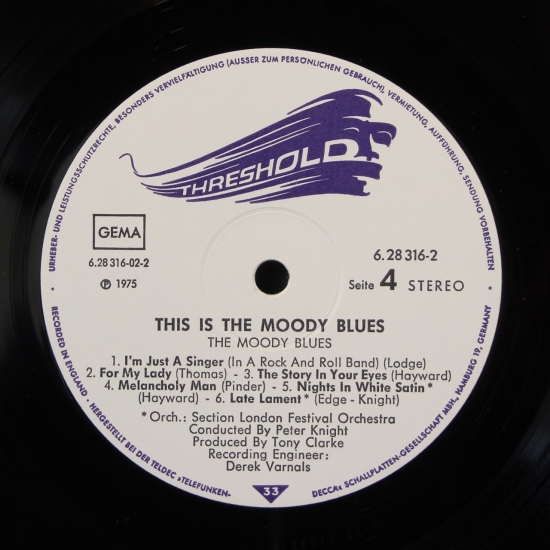 URHEBER- UND LEISTUNGSSCHUTZRECHTE, BESONDERS VERVIELFÄLTIGUNG (AUSSER ZUM PERSÖNLICHEN GEBRAUCH), VERMIETUNG, AUFFÜHRUNG, SENDUNG VORBEHALTEN
THRESHOLD
GEMA
6.28 316-02-2
Ⓟ 1975
6.28 316-2
Seite 4 STEREO
THIS IS THE MOODY BLUES
THE MOODY BLUES
1. I'm Just A Singer (In A Rock And Roll Band) (Lodge)
2. For My Lady (Thomas) - 3. The Story In Your Eyes (Hayward)
4. Melancholy Man (Pinder) - 5. Nights In White Satin*
(Hayward) - 6. Late Lament* (Edge - Knight)
*Orch.: Section London Festival Orchestra
Conducted By Peter Knight
Produced By Tony Clarke
Recording Engineer:
Derek Varnals
33
RECORDED IN ENGLAND · HERGESTELLT BEI DER TELDEC »TELEFUNKEN- DECCA« SCHALLPLATTEN-GESELLSCHAFT MBH, HAMBURG 19, GERMANY